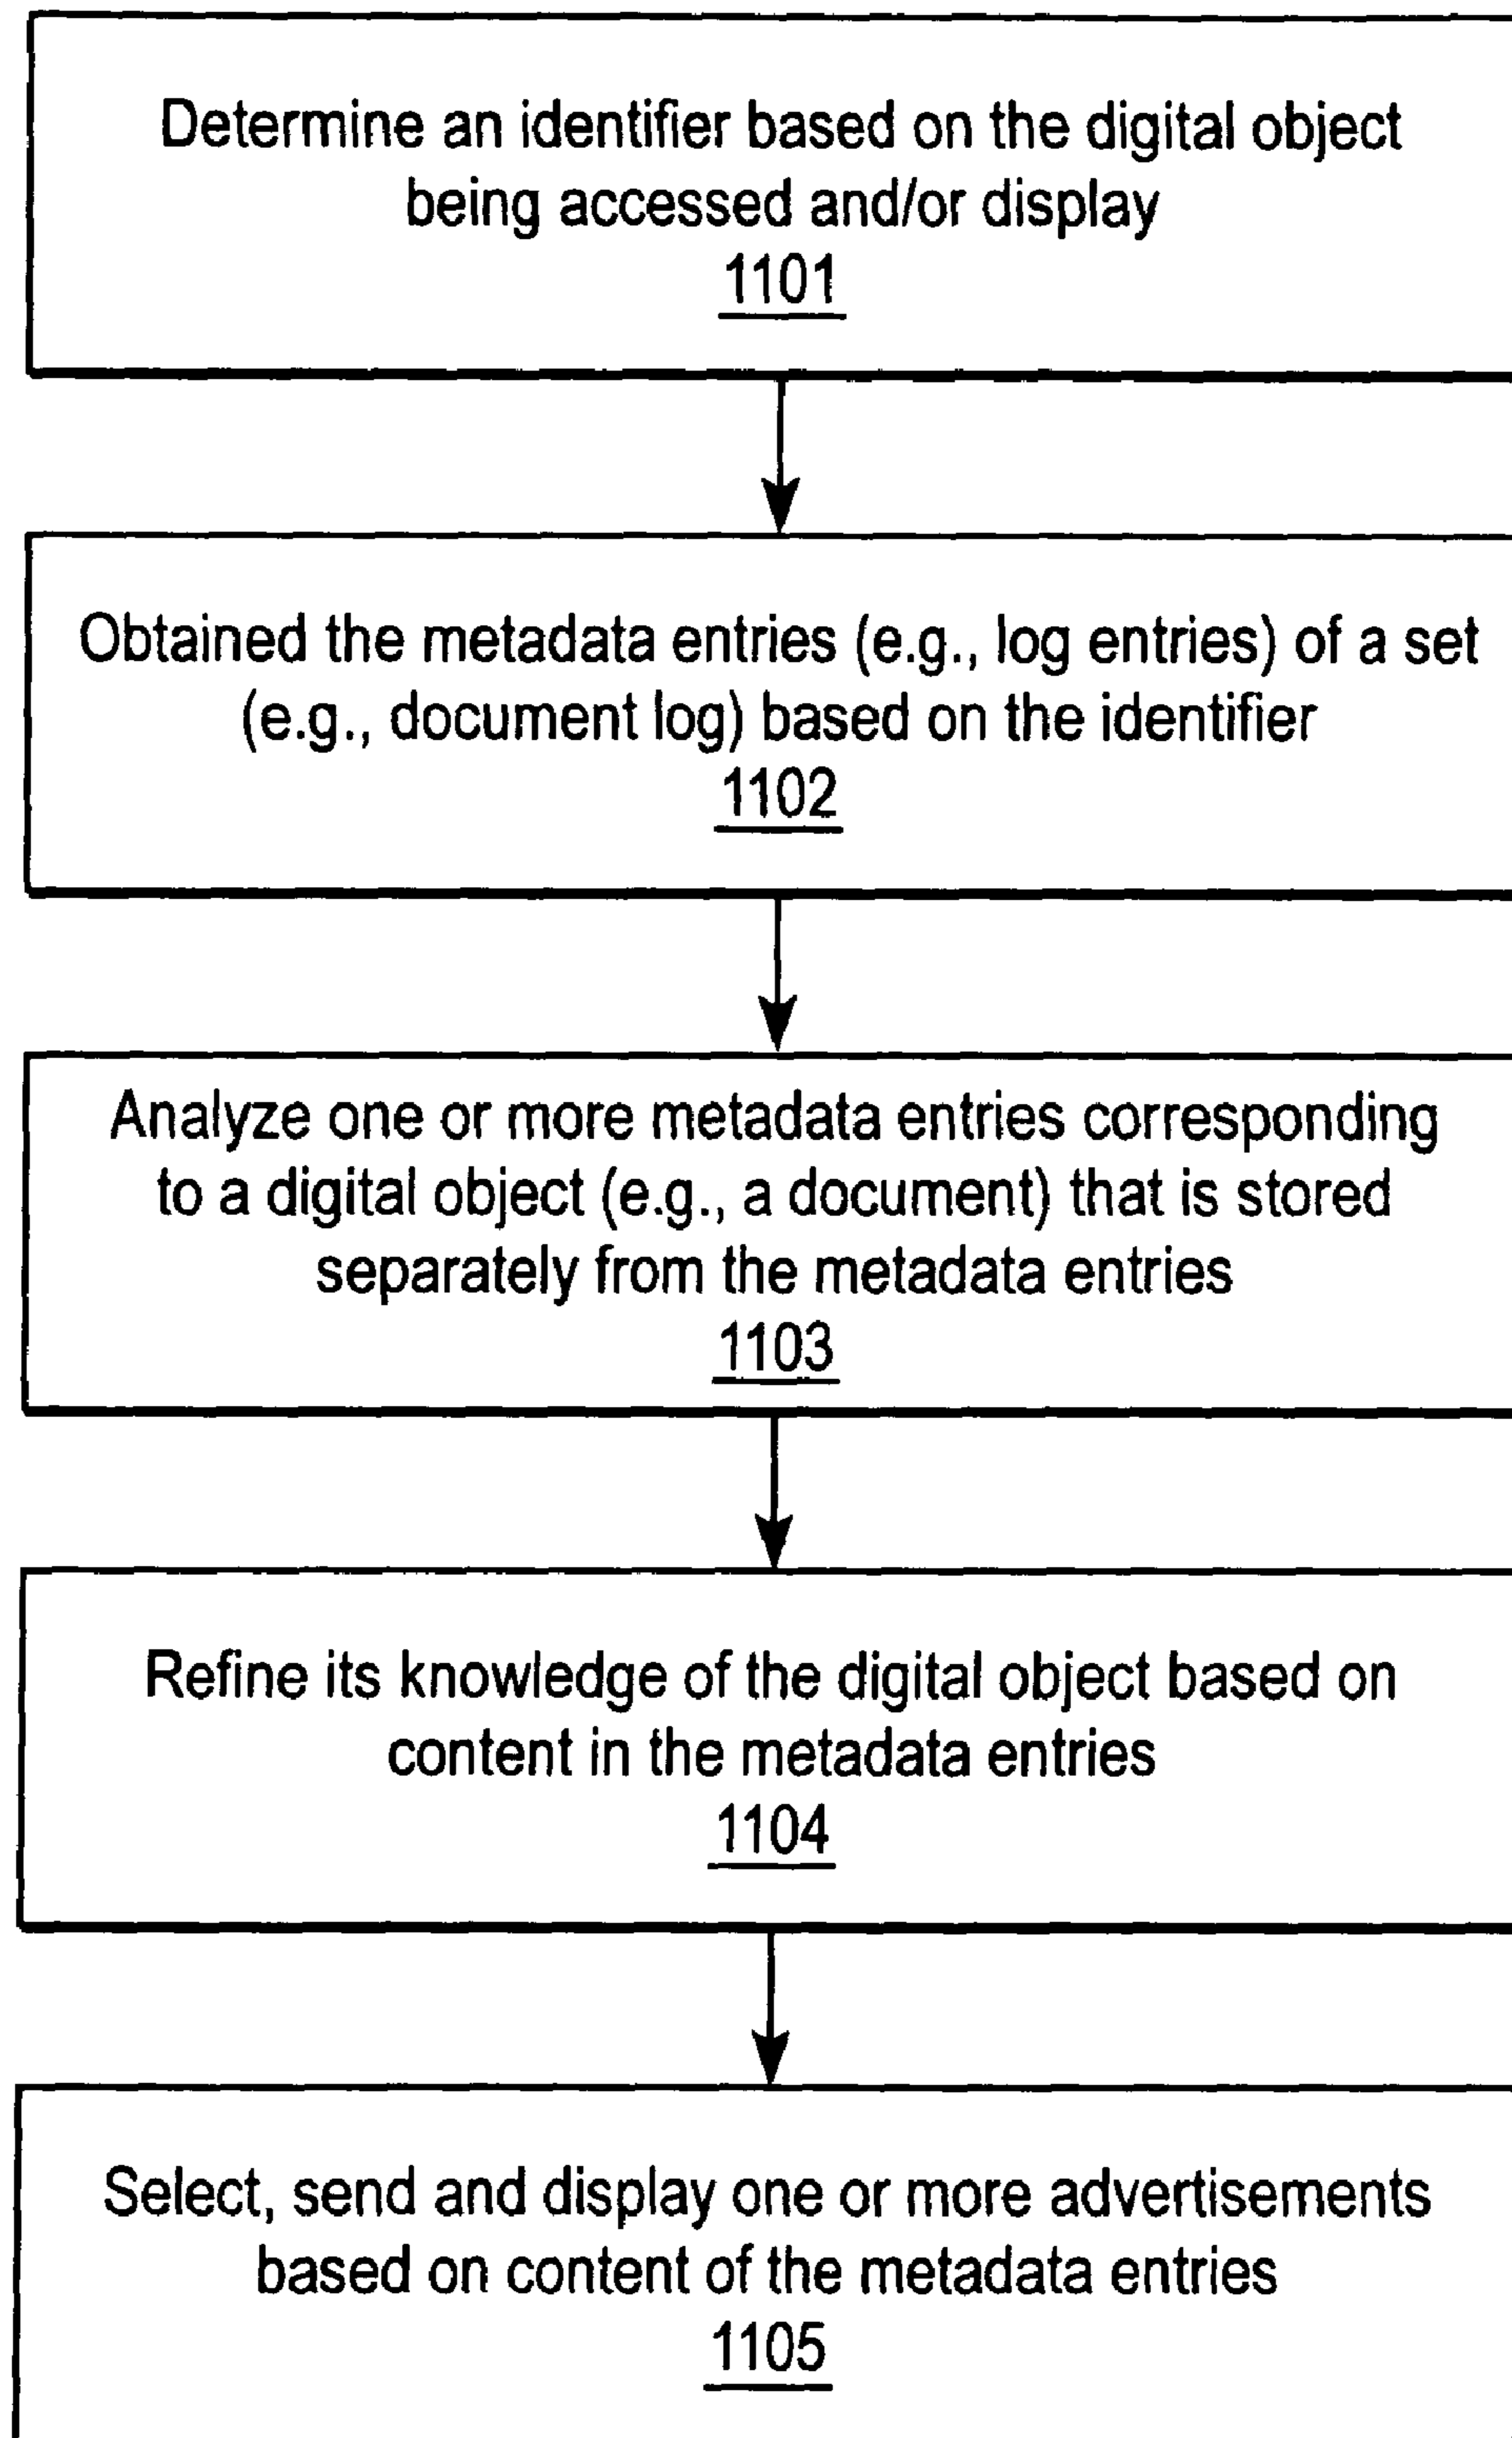 Determine an identifier based on the digital object
being accessed and/or display
1101
Obtained the metadata entries (e.g., log entries) of a set
(e.g., document log) based on the identifier
1102
Analyze one or more metadata entries corresponding
to a digital object (e.g., a document) that is stored
separately from the metadata entries
1103
Refine its knowledge of the digital object based on
content in the metadata entries
1104
Select, send and display one or more advertisements
based on content of the metadata entries
1105